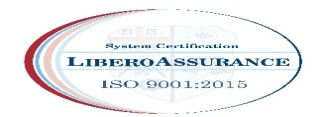 System Certification
LIBEROASSURANCE
ISO 9001:2015